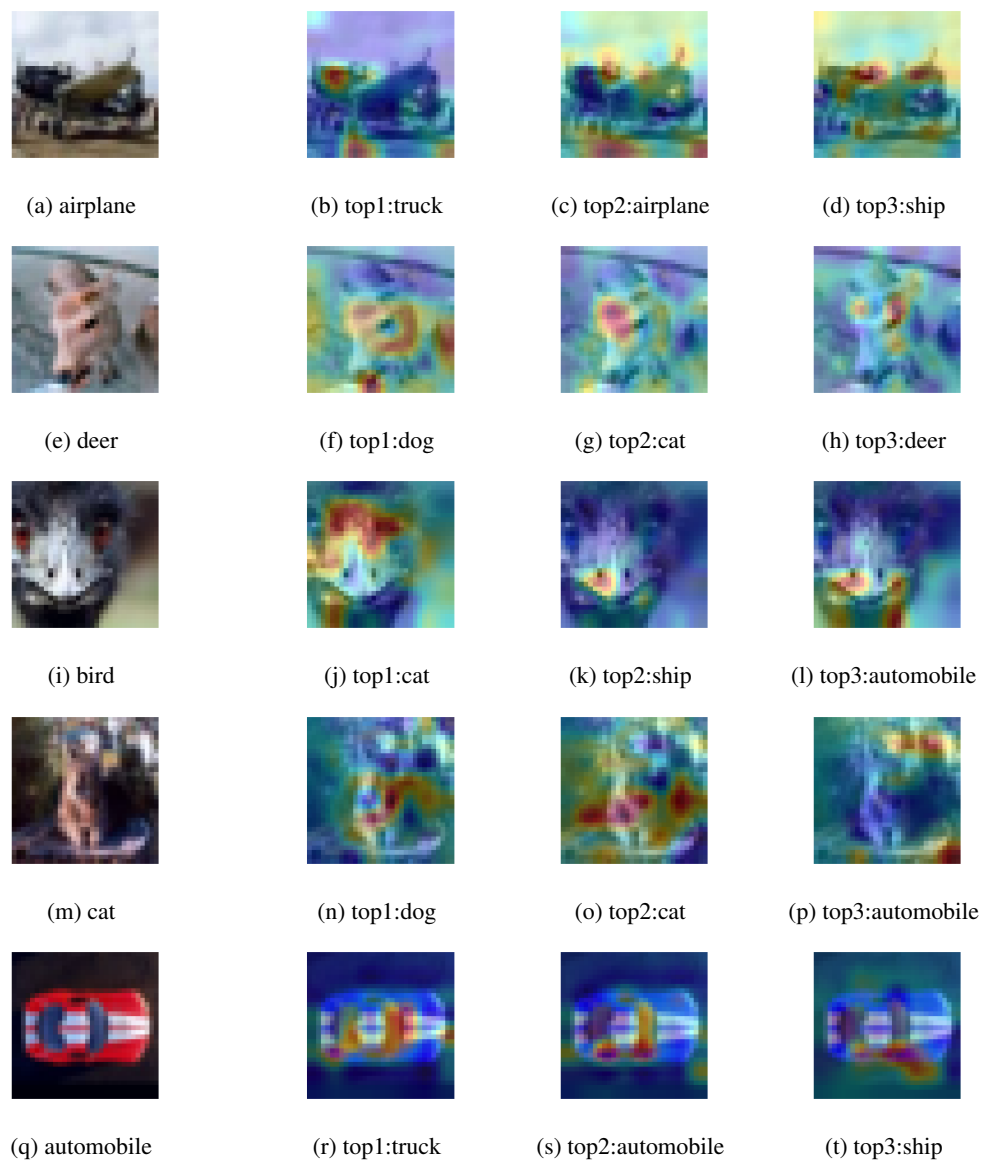 (a) airplane
(b) top1:truck
(c) top2:airplane
(d) top3:ship
(e) deer
(f) top1:dog
(g) top2:cat
(h) top3:deer
(i) bird
(j) top1:cat
(k) top2:ship
(l) top3:automobile
(m) cat
(n) top1:dog
(o) top2:cat
(p) top3:automobile
(q) automobile
(r) top1:truck
(s) top2:automobile
(t) top3:ship